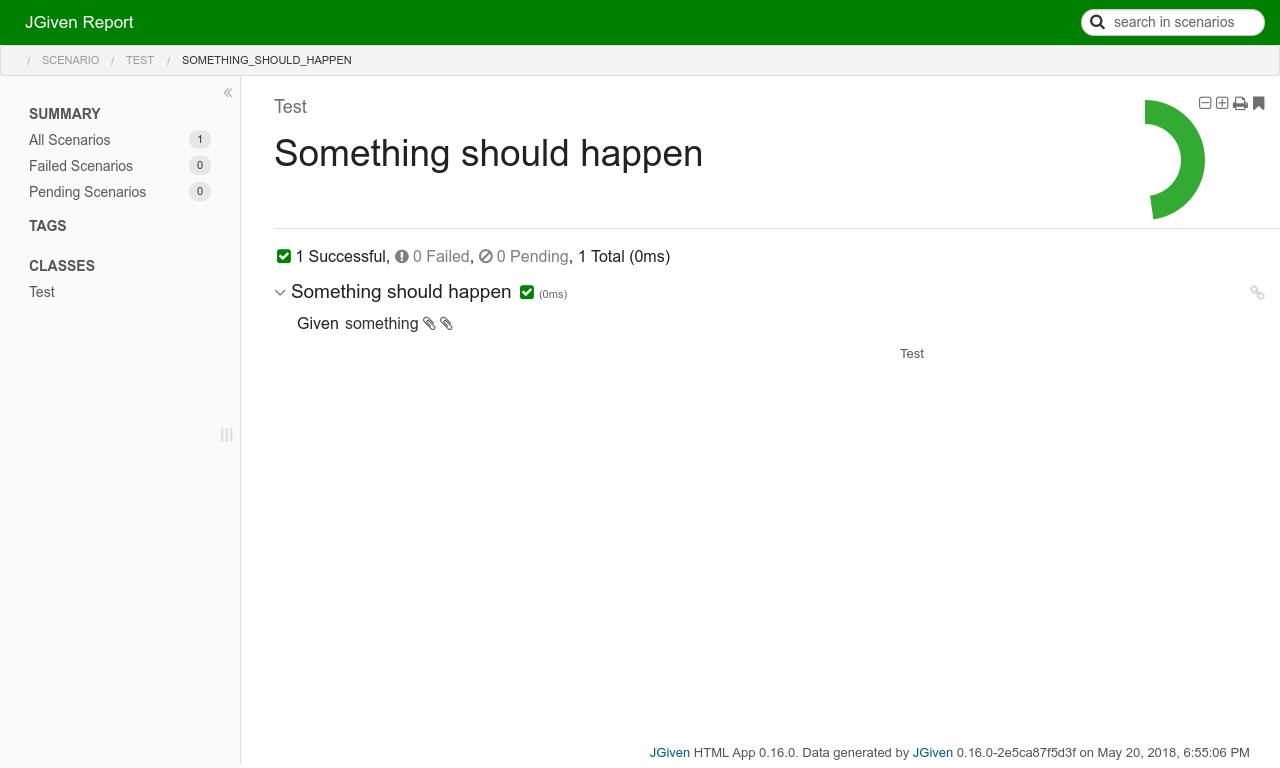 JGiven Report
search in scenarios
/ SCENARIO / TEST / SOMETHING_SHOULD_HAPPEN
SUMMARY
All Scenarios 1
Failed Scenarios 0
Pending Scenarios 0
TAGS
CLASSES
Test
Test
Something should happen
1 Successful, 0 Failed, 0 Pending, 1 Total (0ms)
Something should happen (0ms)
Given something
Test
JGiven HTML App 0.16.0. Data generated by JGiven 0.16.0-2e5ca87f5d3f on May 20, 2018, 6:55:06 PM